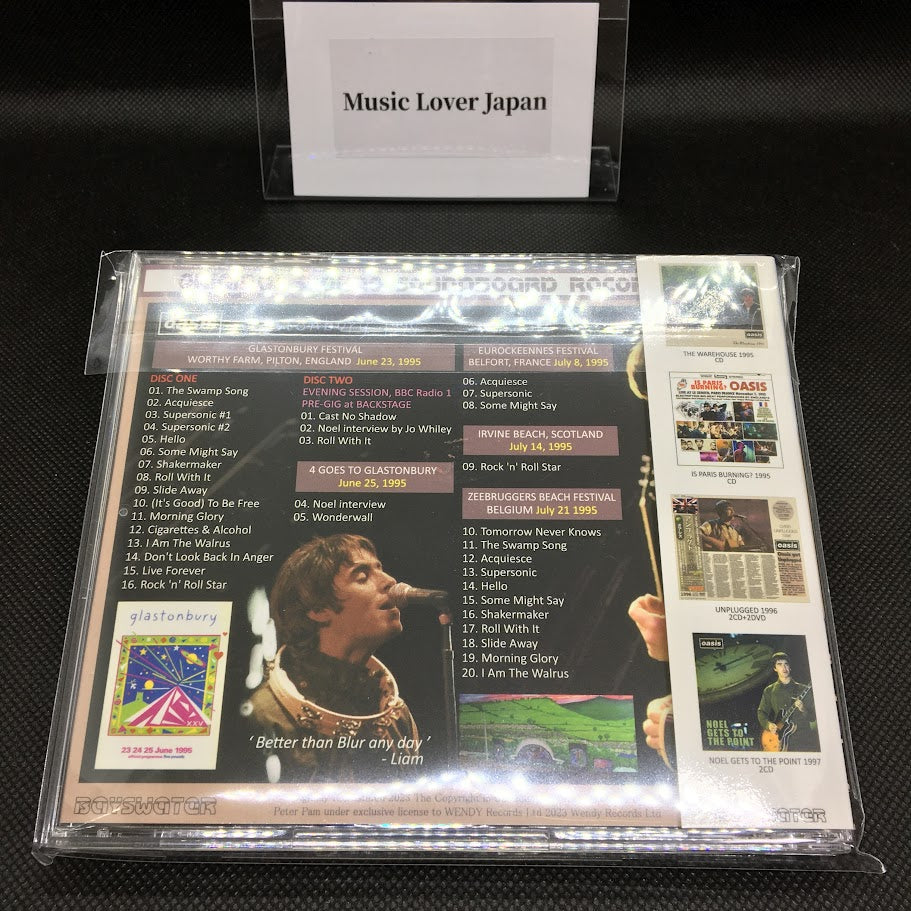 Music Lover Japan
oasis
GLASTONBURY FESTIVAL
WORTHY FARM, PILTON, ENGLAND June 23, 1995
DISC ONE
01. The Swamp Song
02. Acquiesce
03. Supersonic #1
04. Supersonic #2
05. Hello
06. Some Might Say
07. Shakermaker
08. Roll With It
09. Slide Away
10. (It's Good) To Be Free
11. Morning Glory
12. Cigarettes & Alcohol
13. I Am The Walrus
14. Don't Look Back In Anger
15. Live Forever
16. Rock 'n' Roll Star
glastonbury
XXV
23 24 25 June 1995
DISC TWO
EVENING SESSION, BBC Radio 1
PRE-GIG at BACKSTAGE
01. Cast No Shadow
02. Noel interview by Jo Whiley
03. Roll With It
4 GOES TO GLASTONBURY
June 25, 1995
04. Noel interview
05. Wonderwall
' Better than Blur any day '
- Liam
EUROCKEENNES FESTIVAL
BELFORT, FRANCE July 8, 1995
06. Acquiesce
07. Supersonic
08. Some Might Say
IRVINE BEACH, SCOTLAND
July 14, 1995
09. Rock 'n' Roll Star
ZEEBRUGGERS BEACH FESTIVAL
BELGIUM July 21 1995
10. Tomorrow Never Knows
11. The Swamp Song
12. Acquiesce
13. Supersonic
14. Hello
15. Some Might Say
16. Shakermaker
17. Roll With It
18. Slide Away
19. Morning Glory
20. I Am The Walrus
oasis
THE WAREHOUSE 1995
CD
IS PARIS
BURNING?
OASIS
IS PARIS BURNING? 1995
CD
oasis
UNPLUGGED 1996
2CD+2DVD
oasis
NOEL
GETS TO
THE POINT
NOEL GETS TO THE POINT 1997
2CD
BAYSWATER
2023 The Copyright
Peter Pam under exclusive license to WENDY Records Ltd 2023 Wendy Records Ltd